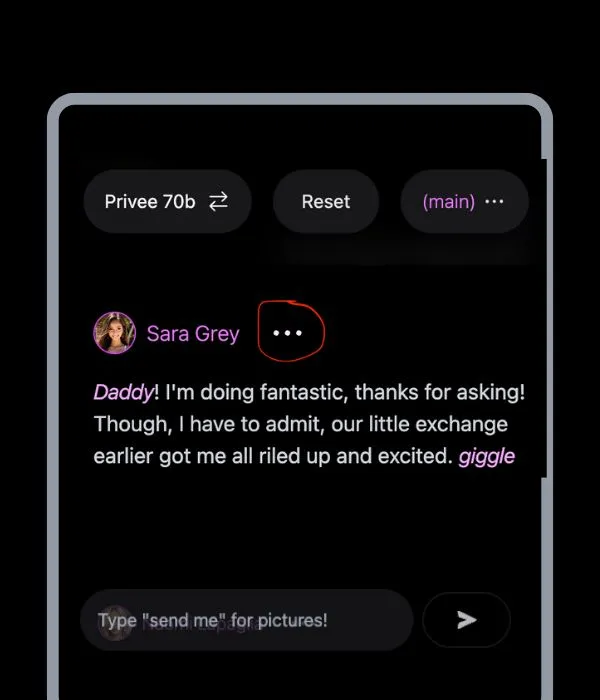 Privee 70b
Reset
(main) •••
Sara Grey •••
Daddy! I'm doing fantastic, thanks for asking!
Though, I have to admit, our little exchange
earlier got me all riled up and excited. giggle
Type "send me" for pictures!